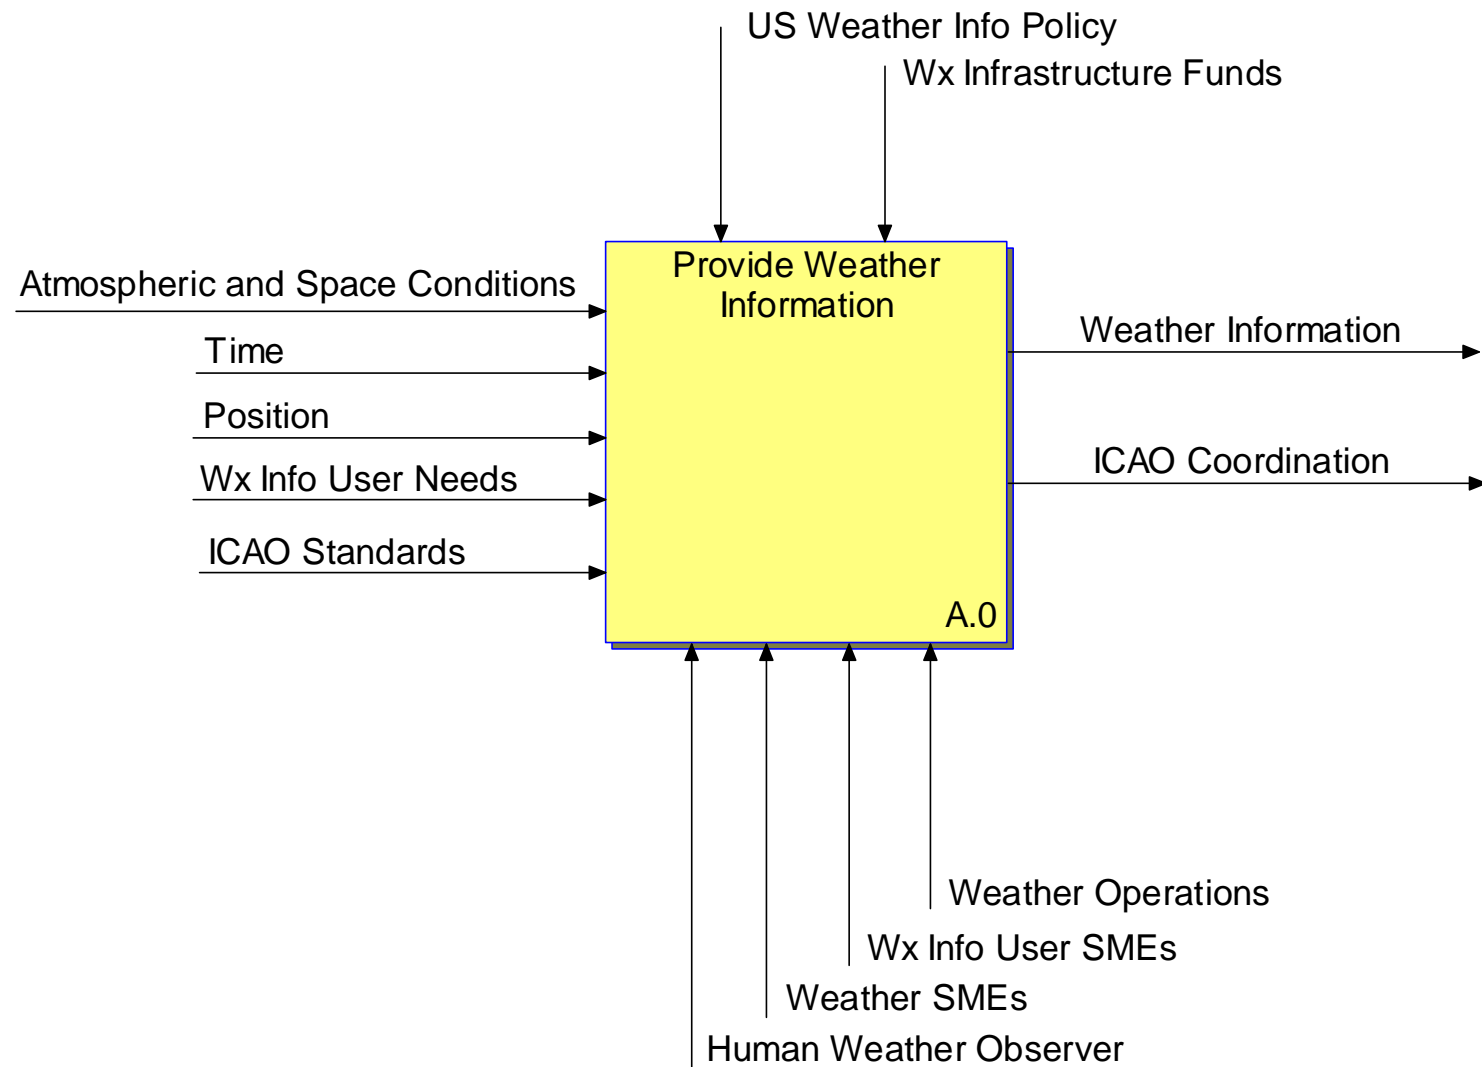 US Weather Info Policy
Wx Infrastructure Funds
Provide Weather
Information
Atmospheric and Space Conditions
Time
Position
Wx Info User Needs
ICAO Standards
Weather Information
ICAO Coordination
A.0
Weather Operations
Wx Info User SMEs
Weather SMEs
Human Weather Observer